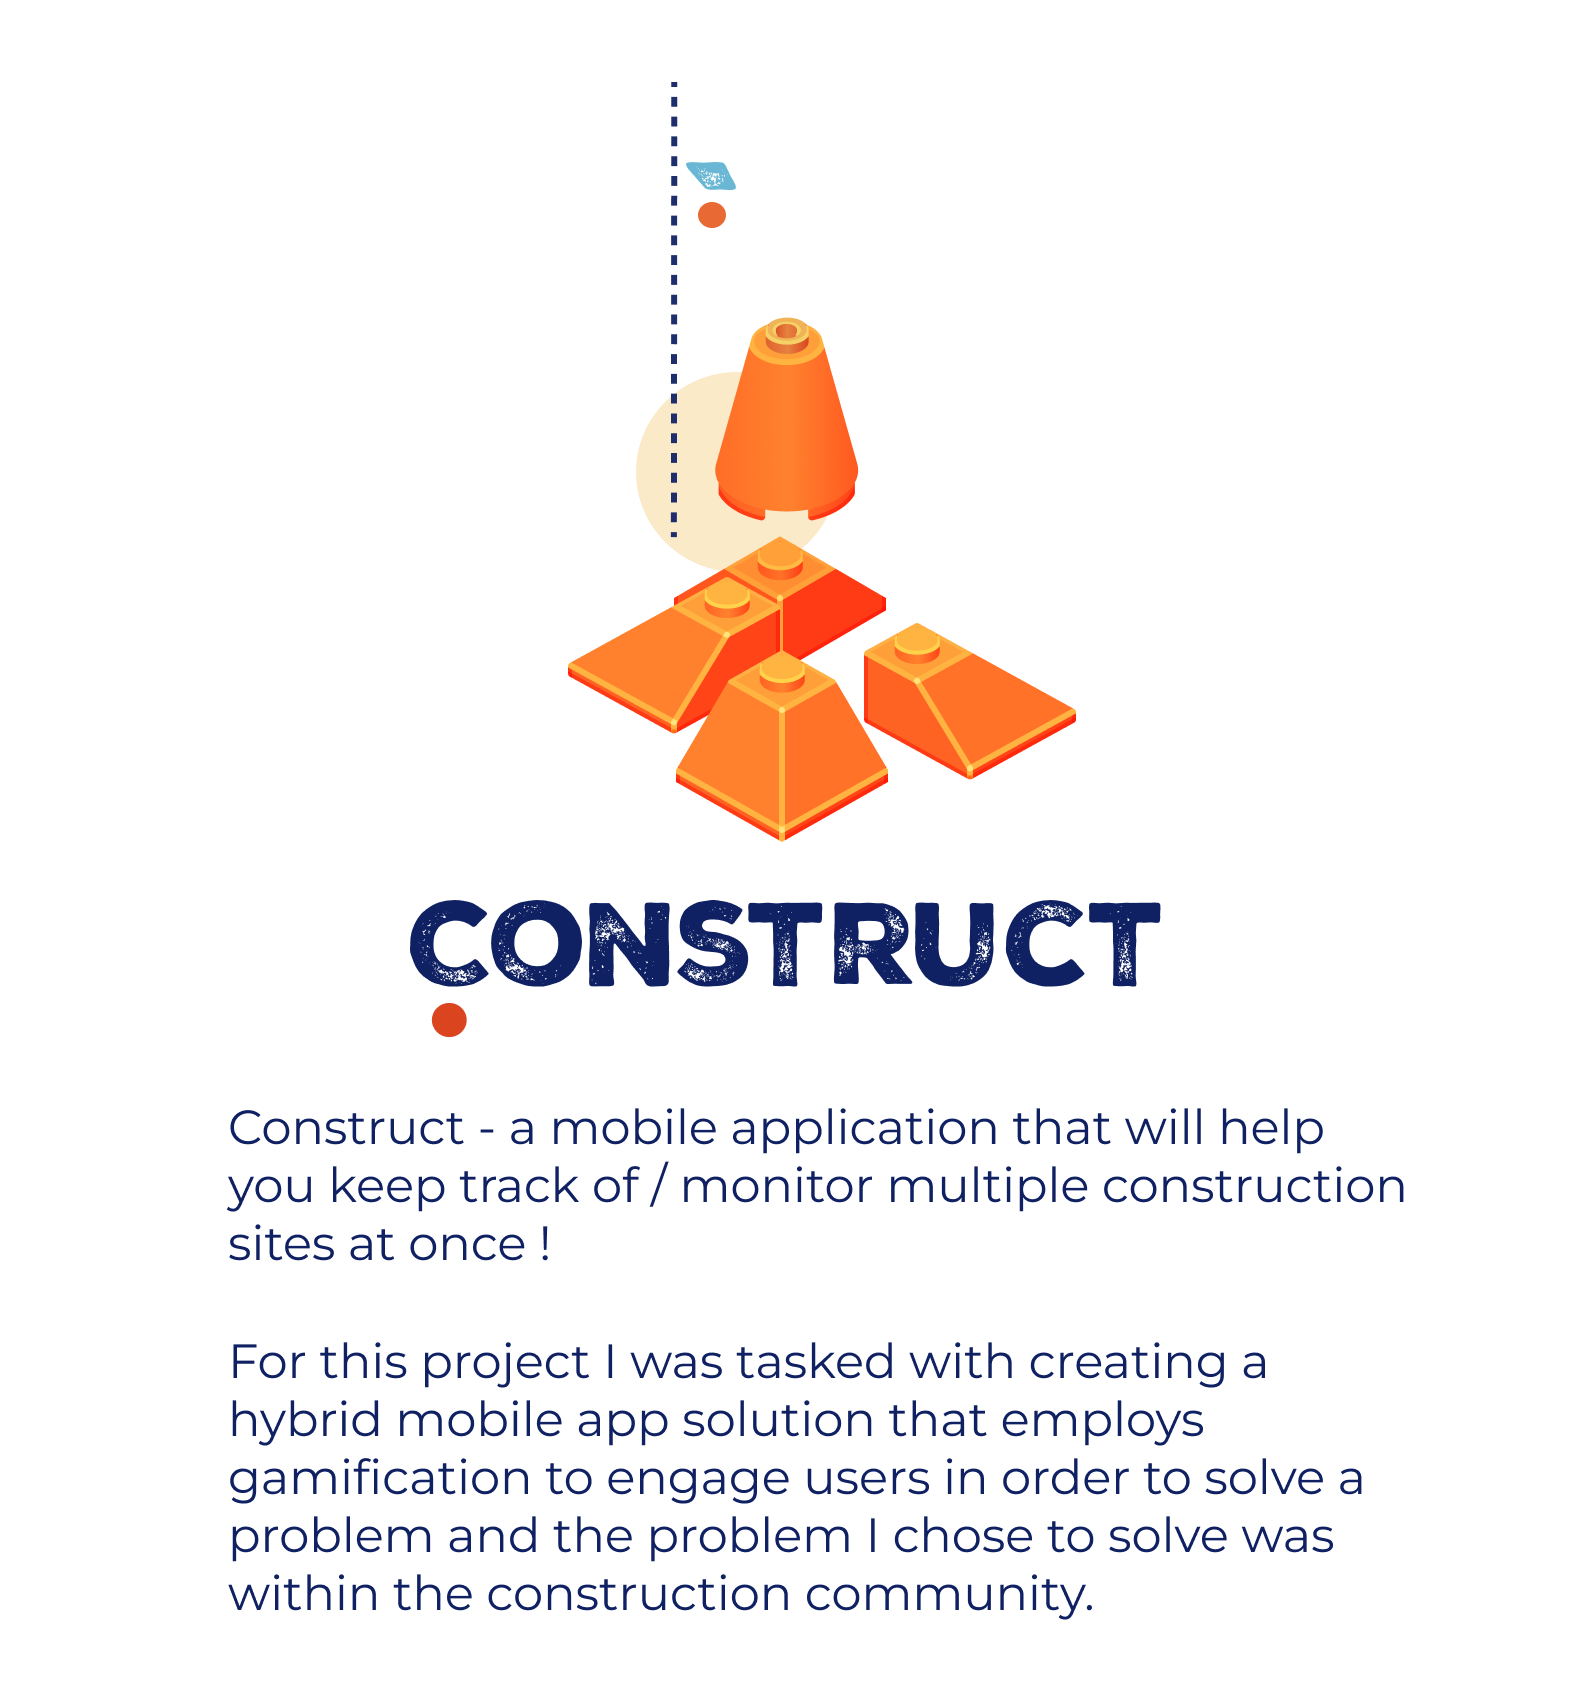 CONSTRUCT
Construct - a mobile application that will help
you keep track of / monitor multiple construction
sites at once !
For this project I was tasked with creating a
hybrid mobile app solution that employs
gamification to engage users in order to solve a
problem and the problem I chose to solve was
within the construction community.